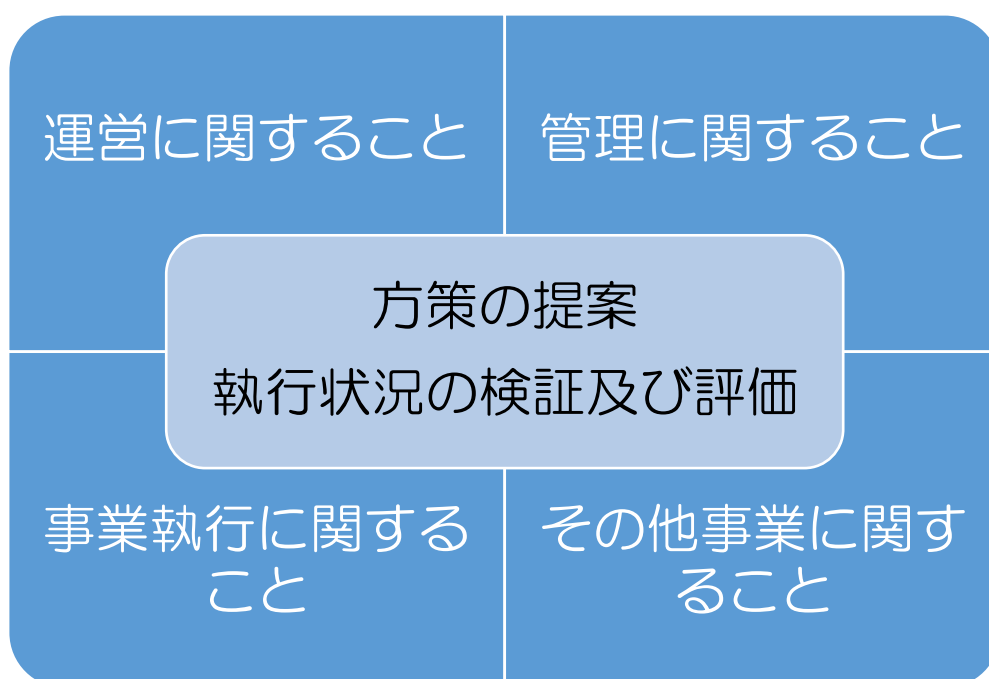 運営に関すること
管理に関すること
方策の提案
執行状況の検証及び評価
事業執行に関する
こと
その他事業に関す
ること